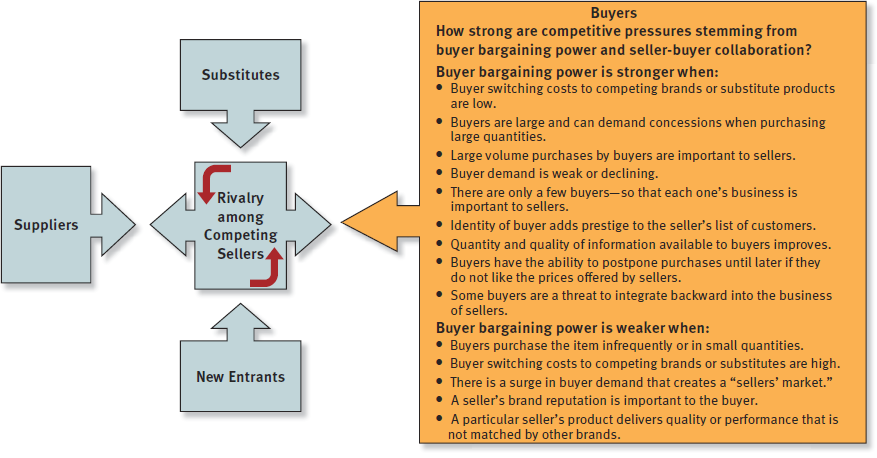 Substitutes
Suppliers
Rivalry
among
Competing
Sellers
New Entrants
Buyers
How strong are competitive pressures stemming from
buyer bargaining power and seller-buyer collaboration?
Buyer bargaining power is stronger when:
• Buyer switching costs to competing brands or substitute products
are low.
• Buyers are large and can demand concessions when purchasing
large quantities.
• Large volume purchases by buyers are important to sellers.
• Buyer demand is weak or declining.
• There are only a few buyers—so that each one's business is
important to sellers.
• Identity of buyer adds prestige to the seller's list of customers.
• Quantity and quality of information available to buyers improves.
• Buyers have the ability to postpone purchases until later if they
do not like the prices offered by sellers.
• Some buyers are a threat to integrate backward into the business
of sellers.
Buyer bargaining power is weaker when:
• Buyers purchase the item infrequently or in small quantities.
• Buyer switching costs to competing brands or substitutes are high.
• There is a surge in buyer demand that creates a “sellers’ market.”
• A seller's brand reputation is important to the buyer.
• A particular seller's product delivers quality or performance that is
not matched by other brands.